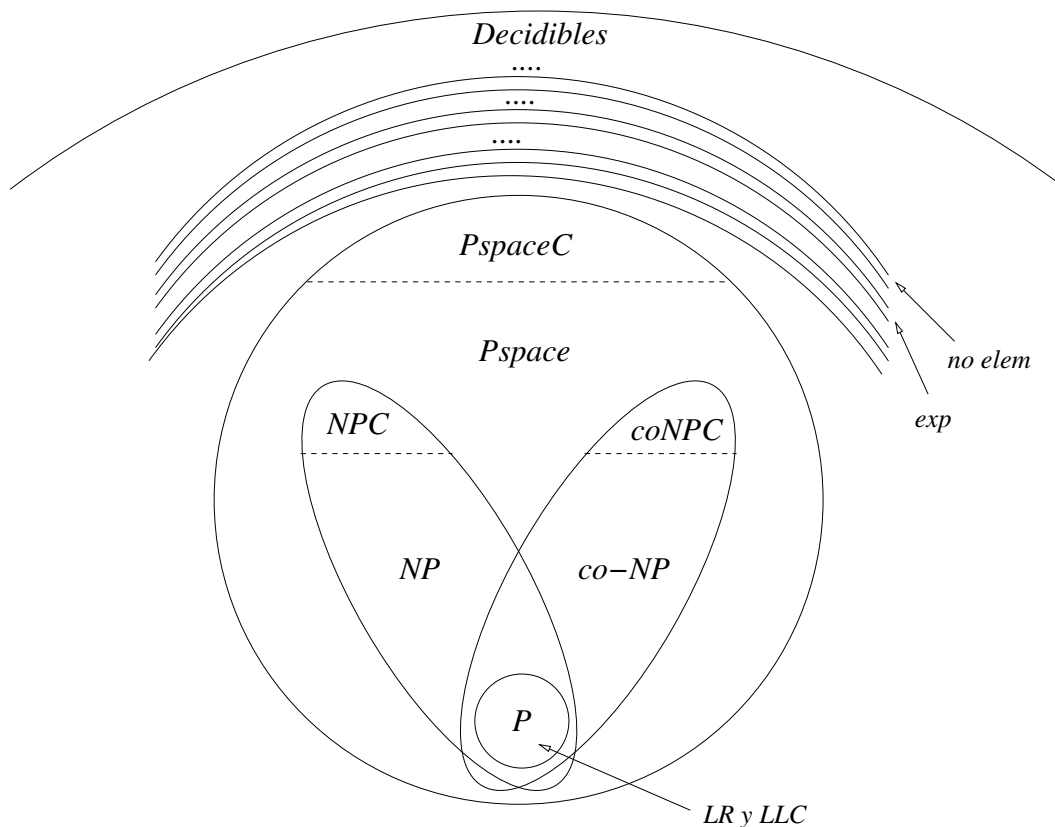 Decidibles
....
....
....
PspaceC
Pspace
no elem
exp
NPC
coNPC
NP
co-NP
P
LR y LLC